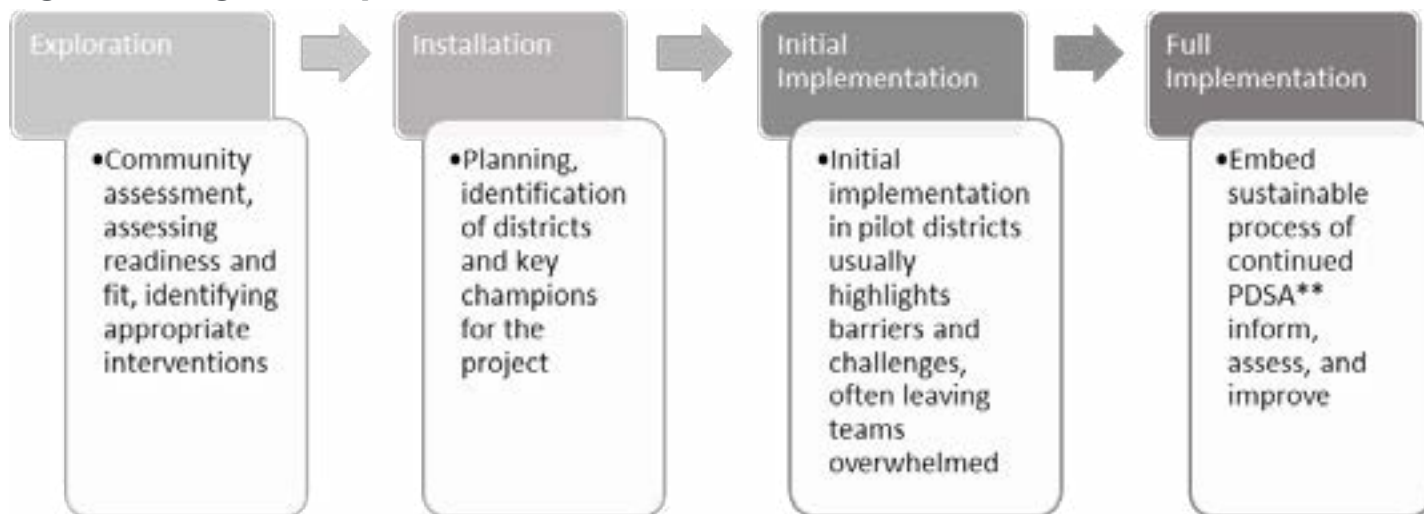 Exploration
•Community
assessment,
assessing
readiness and
fit, identifying
appropriate
interventions
Installation
•Planning,
identification
of districts
and key
champions
for the
project
Initial
Implementation
•Initial
implementation
in pilot districts
usually
highlights
barriers and
challenges,
often leaving
teams
overwhelmed
Full
Implementation
•Embed
sustainable
process of
continued
PDSA**
inform,
assess, and
improve